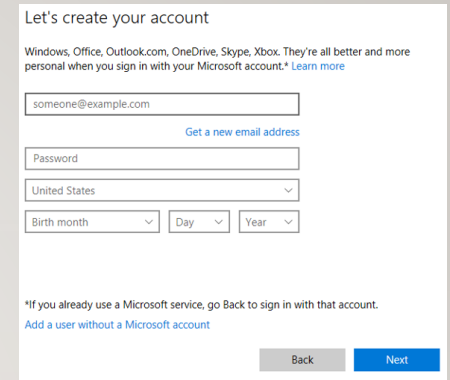 Let's create your account
Windows, Office, Outlook.com, OneDrive, Skype, Xbox. They're all better and more
personal when you sign in with your Microsoft account.* Learn more
someone@example.com
Get a new email address
Password
United States
Birth month Day Year
*If you already use a Microsoft service, go Back to sign in with that account.
Add a user without a Microsoft account
Back Next